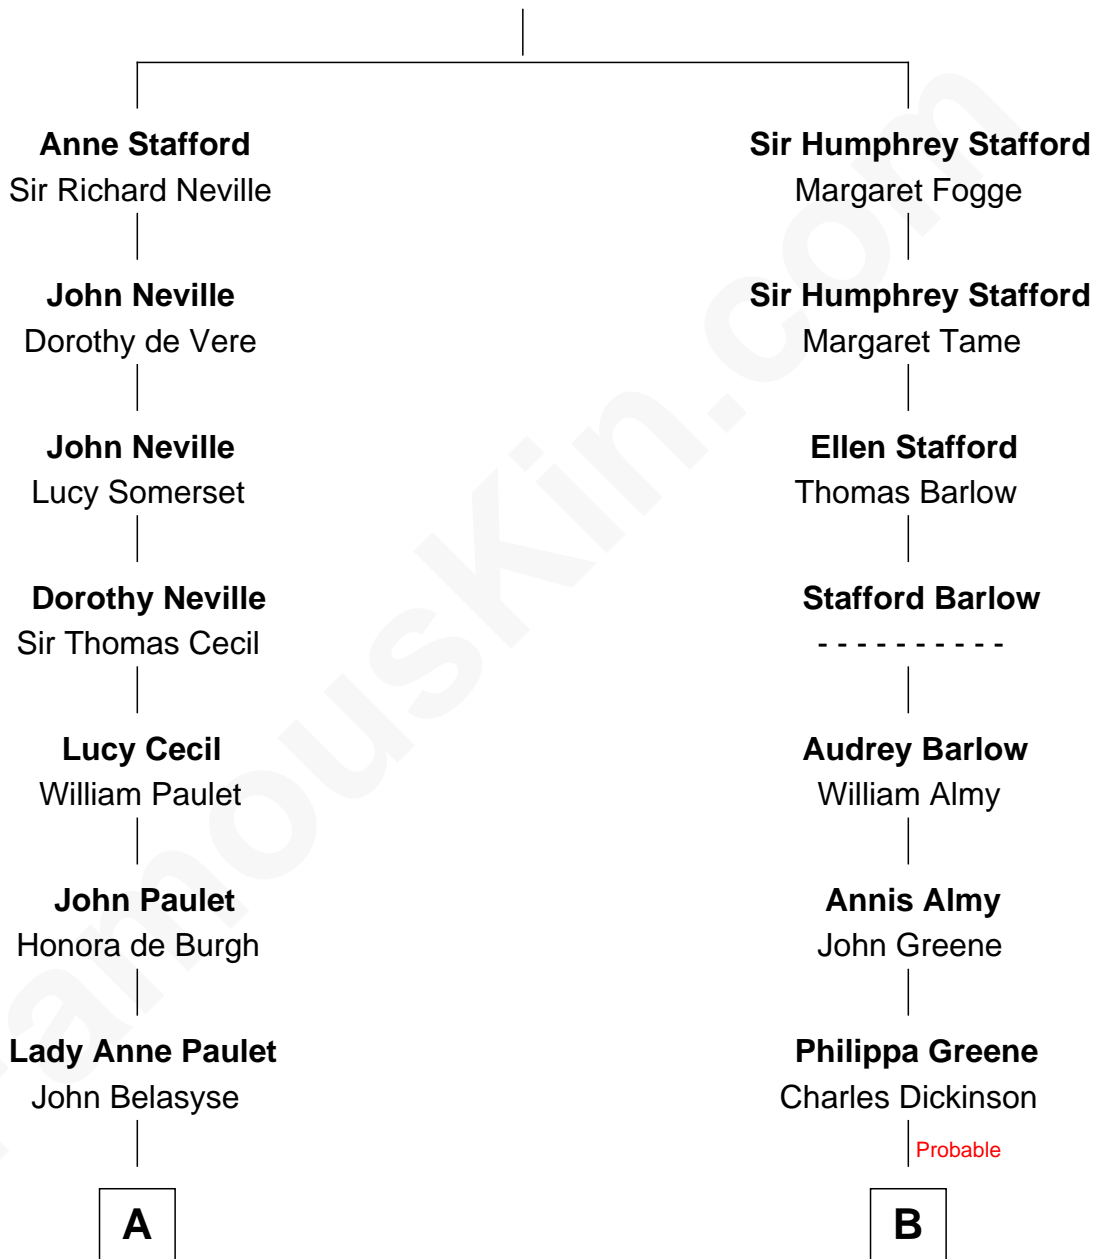 Anne Stafford
Sir Richard Neville
Sir Humphrey Stafford
Margaret Fogge
John Neville
Dorothy de Vere
Sir Humphrey Stafford
Margaret Tame
John Neville
Lucy Somerset
Ellen Stafford
Thomas Barlow
Dorothy Neville
Sir Thomas Cecil
Stafford Barlow
- - - - - - - - - -
Lucy Cecil
William Paulet
Audrey Barlow
William Almy
John Paulet
Honora de Burgh
Annis Almy
John Greene
Lady Anne Paulet
John Belasyse
Philippa Greene
Charles Dickinson
Probable
A
B
FamousKin.com